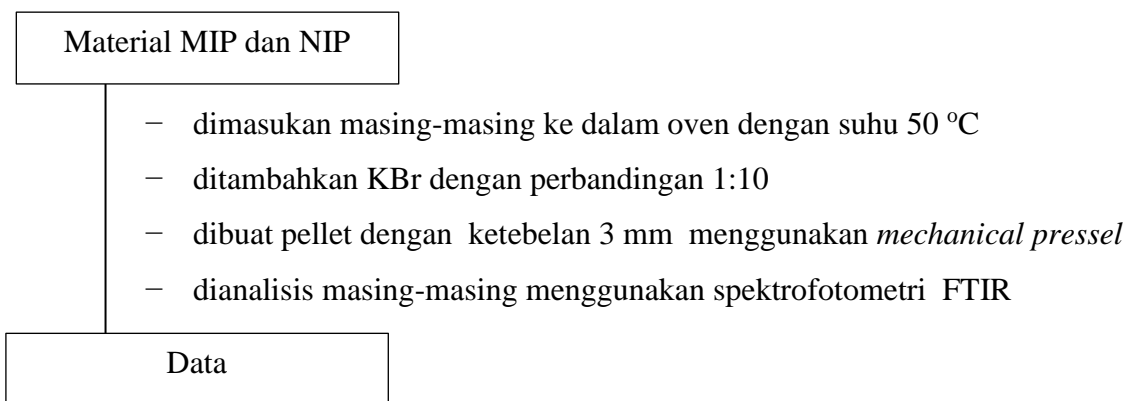 Material MIP dan NIP
− dimasukan masing-masing ke dalam oven dengan suhu 50 °C
− ditambahkan KBr dengan perbandingan 1:10
− dibuat pellet dengan ketebelan 3 mm menggunakan mechanical pressel
− dianalisis masing-masing menggunakan spektrofotometri FTIR
Data